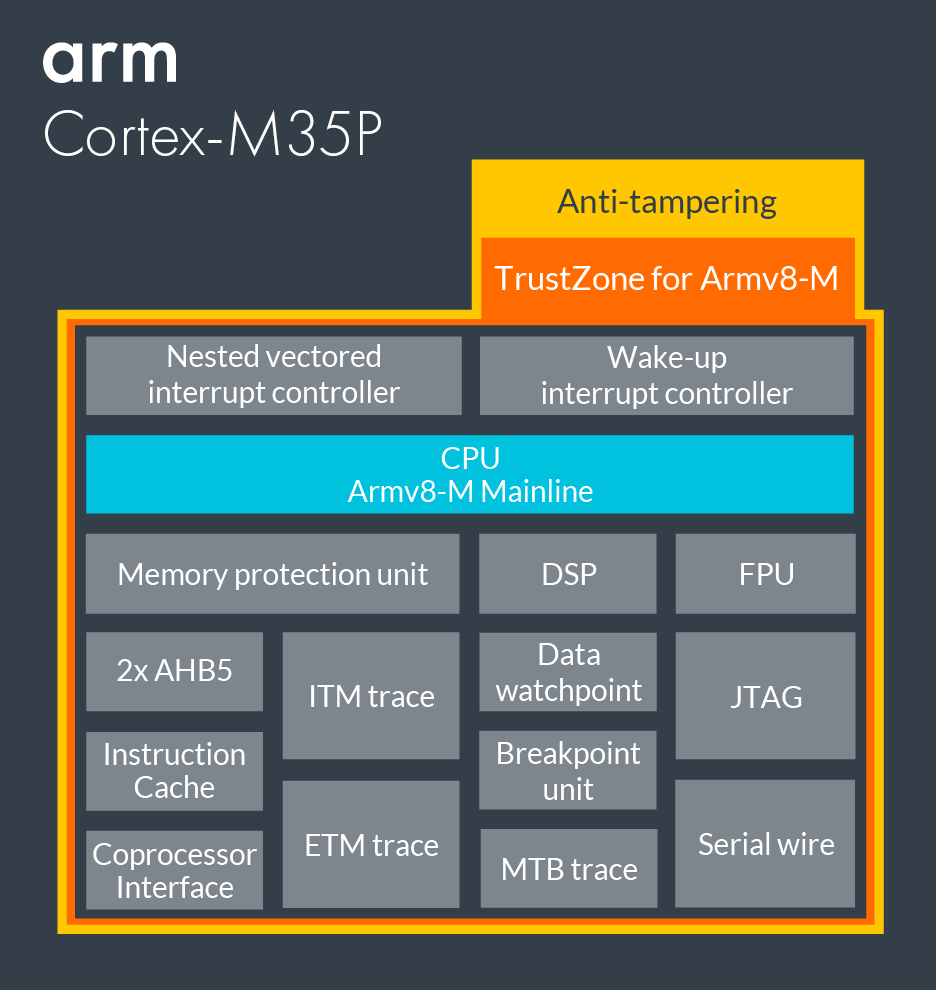 arm
Cortex-M35P
Anti-tampering
TrustZone for Armv8-M
Nested vectored
interrupt controller
Wake-up
interrupt controller
CPU
Armv8-M Mainline
Memory protection unit
DSP
FPU
2x AHB5
ITM trace
Data
watchpoint
JTAG
Instruction
Cache
Breakpoint
unit
ETM trace
Serial wire
Coprocessor
Interface
MTB trace